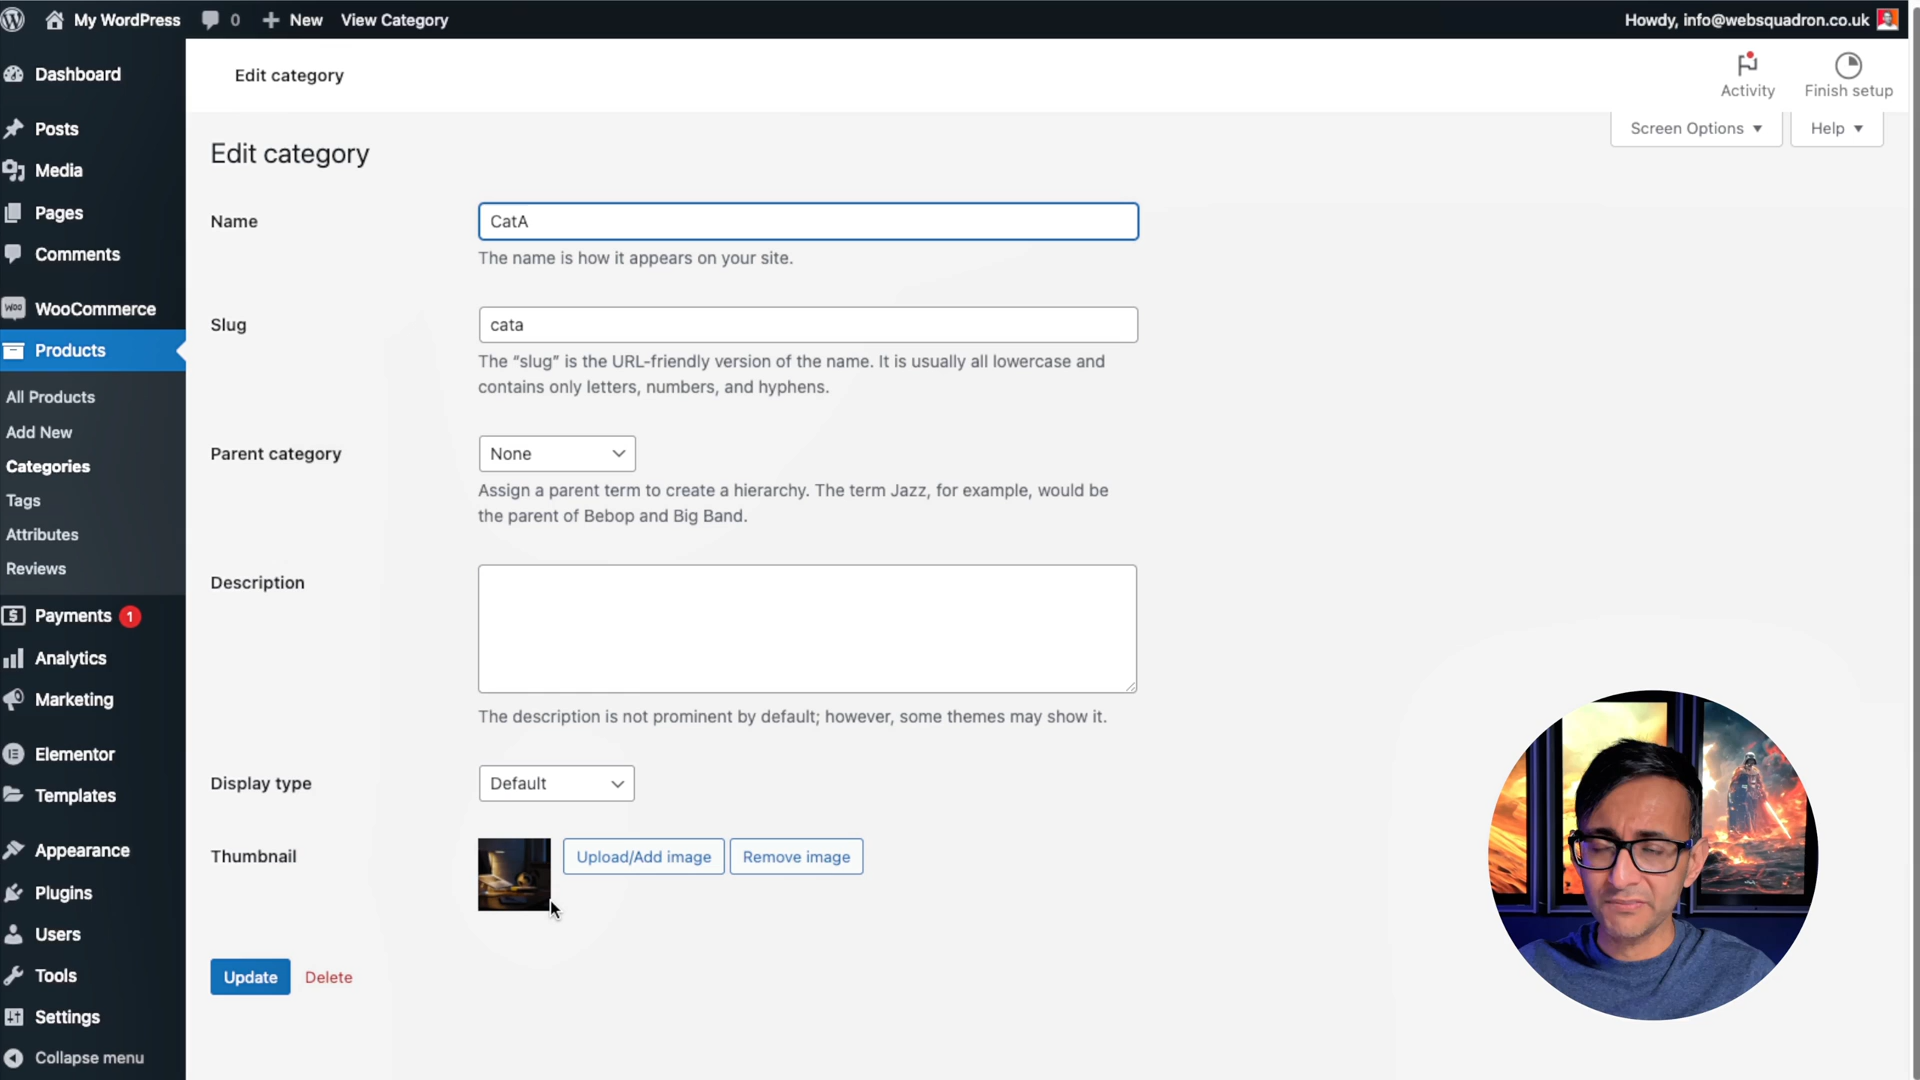 My WordPress
0
New
View Category
Howdy, info@websquadron.co.uk
Dashboard
Posts
Media
Pages
Comments
WOO
WooCommerce
Products
All Products
Add New
Categories
Tags
Attributes
Reviews
Payments 1
Analytics
Marketing
Elementor
Templates
Appearance
Plugins
Users
Tools
Settings
Collapse menu
Edit category
Activity
Finish setup
Screen Options
Help
Edit category
Name
CatA
The name is how it appears on your site.
Slug
cata
The “slug” is the URL-friendly version of the name. It is usually all lowercase and
contains only letters, numbers, and hyphens.
Parent category
None
Assign a parent term to create a hierarchy. The term Jazz, for example, would be
the parent of Bebop and Big Band.
Description
The description is not prominent by default; however, some themes may show it.
Display type
Default
Thumbnail
Upload/Add image
Remove image
Update
Delete